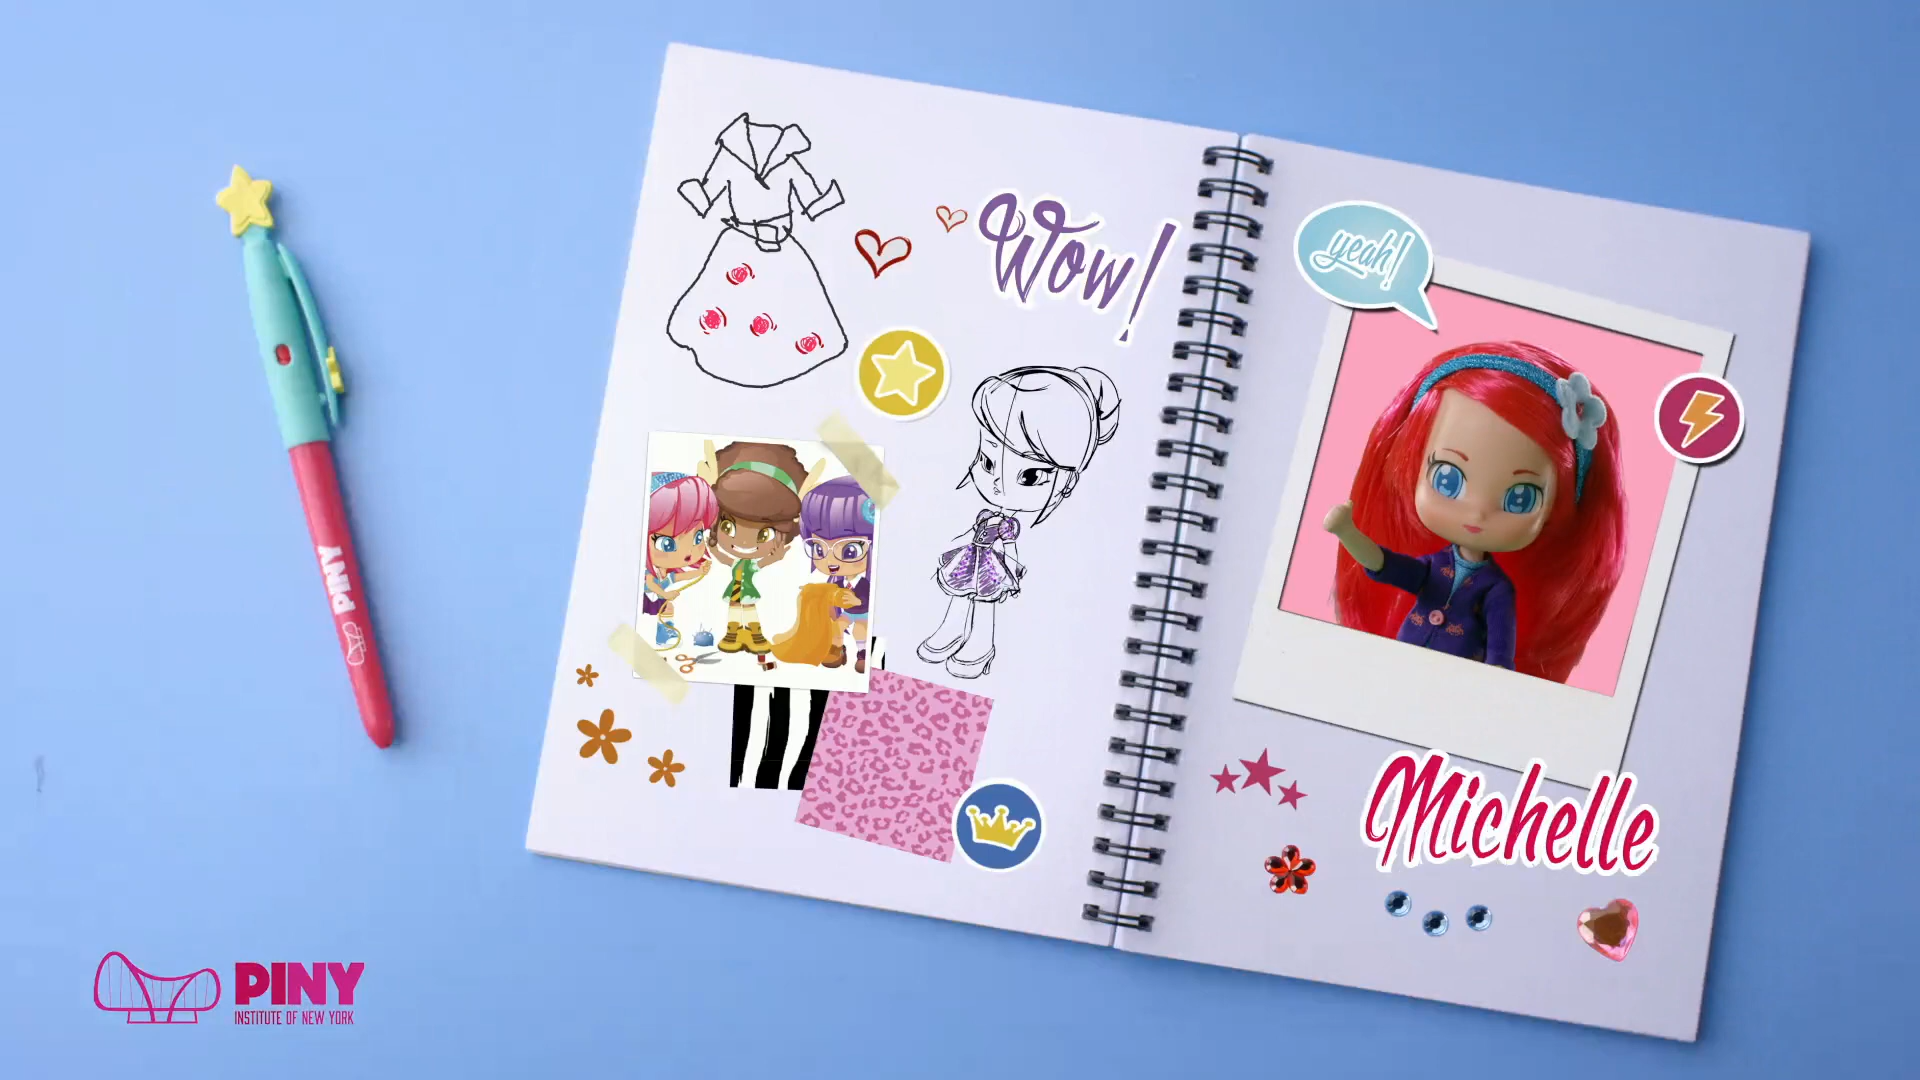 Wow!
yeah!
PINY
Michelle
PINY
INSTITUTE OF NEW YORK